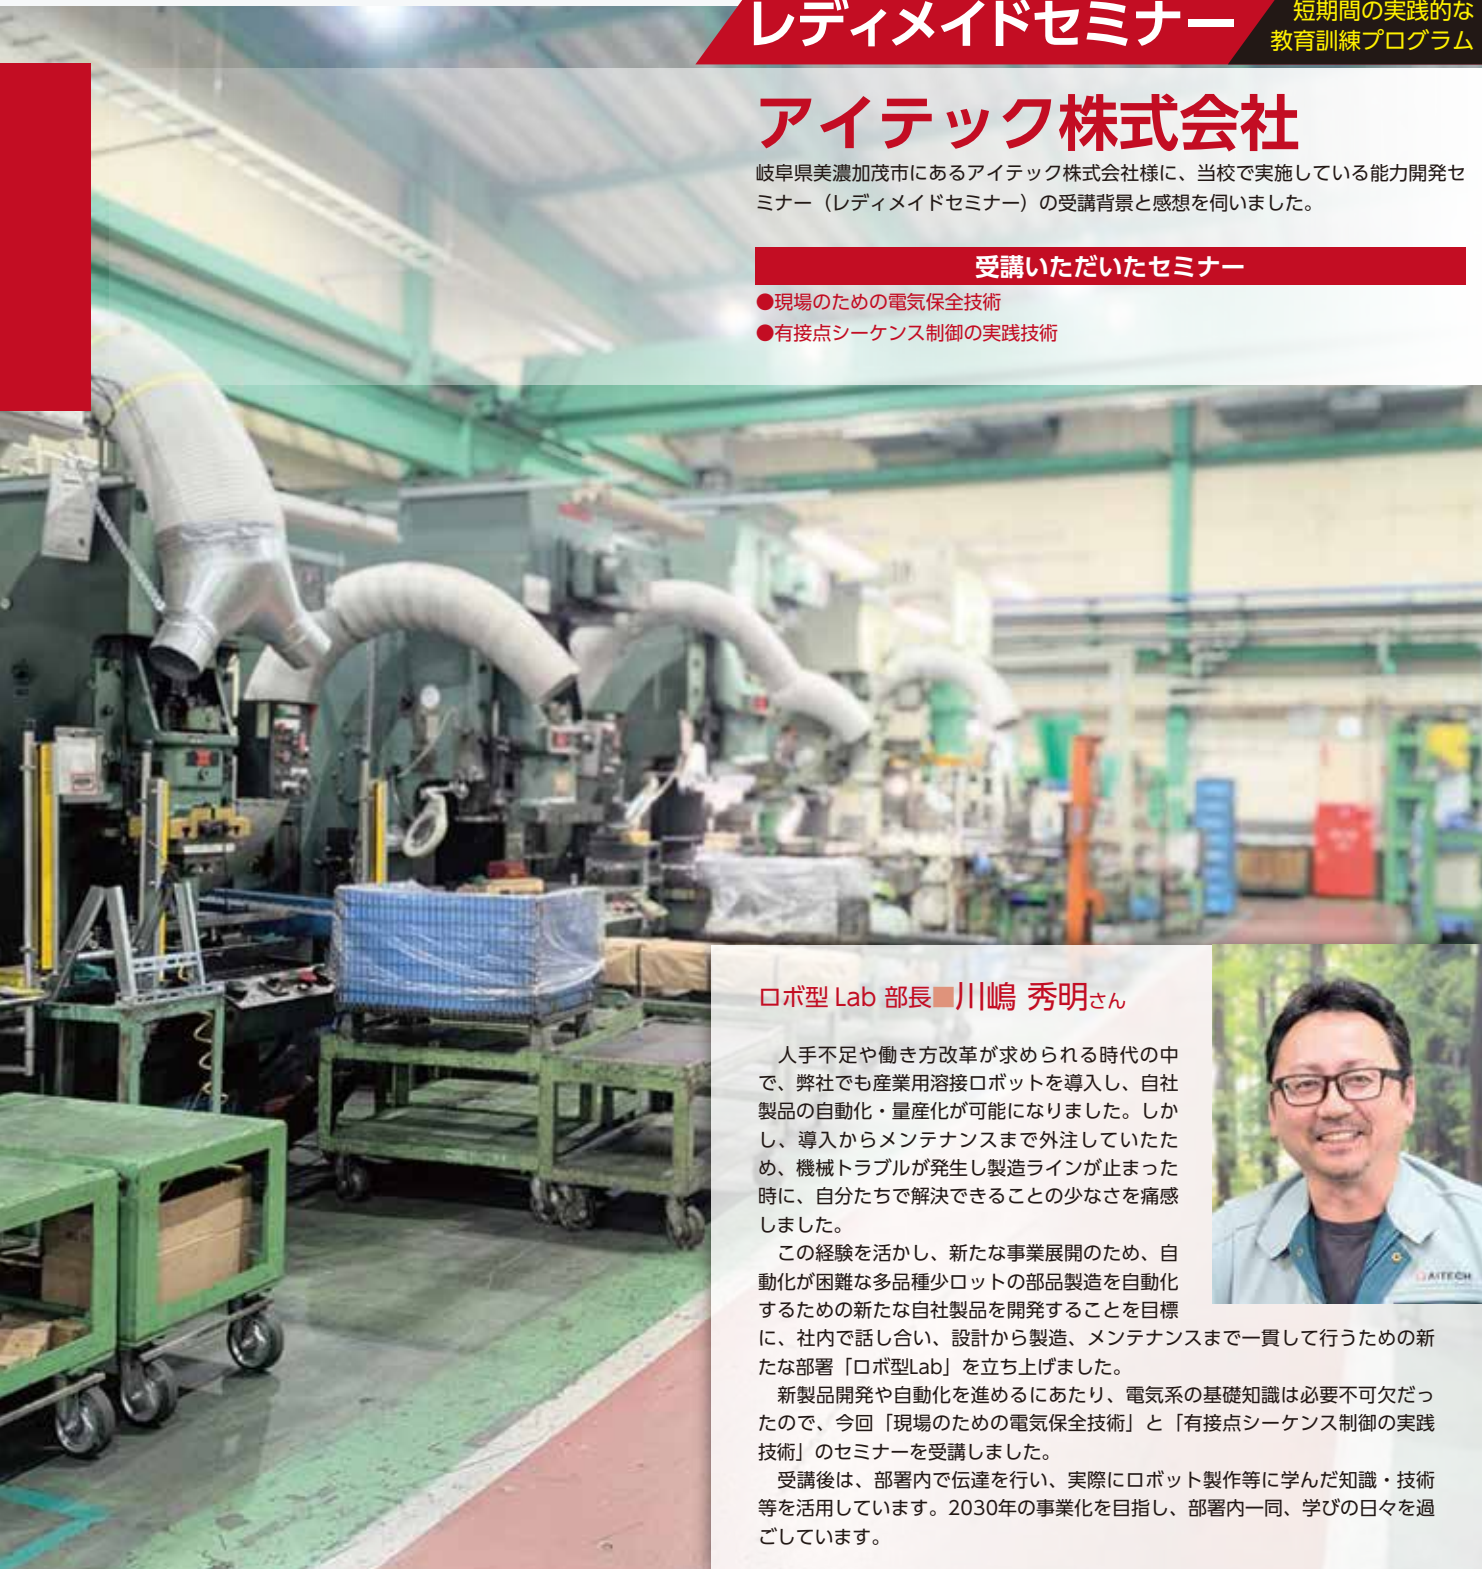 レディメイドセミナー
短期間の実践的な
教育訓練プログラム
アイテック株式会社
岐阜県美濃加茂市にあるアイテック株式会社様に、当校で実施している能力開発セ
ミナー（レディメイドセミナー）の受講背景と感想を伺いました。
受講いただいたセミナー
●現場のための電気保全技術
●有接点シーケンス制御の実践技術
ロボ型 Lab 部長■川嶋 秀明さん
人手不足や働き方改革が求められる時代の中
で、弊社でも産業用溶接ロボットを導入し、自社
製品の自動化・量産化が可能になりました。しか
し、導入からメンテナンスまで外注していたた
め、機械トラブルが発生し製造ラインが止まった
時に、自分たちで解決できることの少なさを痛感
しました。
この経験を活かし、新たな事業展開のため、自
動化が困難な多品種少ロットの部品製造を自動化
するための新たな自社製品を開発することを目標
に、社内で話し合い、設計から製造、メンテナンスまで一貫して行うための新
たな部署「ロボ型Lab」を立ち上げました。
新製品開発や自動化を進めるにあたり、電気系の基礎知識は必要不可欠だっ
たので、今回「現場のための電気保全技術」と「有接点シーケンス制御の実践
技術」のセミナーを受講しました。
受講後は、部署内で伝達を行い、実際にロボット製作等に学んだ知識・技術
等を活用しています。2030年の事業化を目指し、部署内一同、学びの日々を過
ごしています。
AITECH